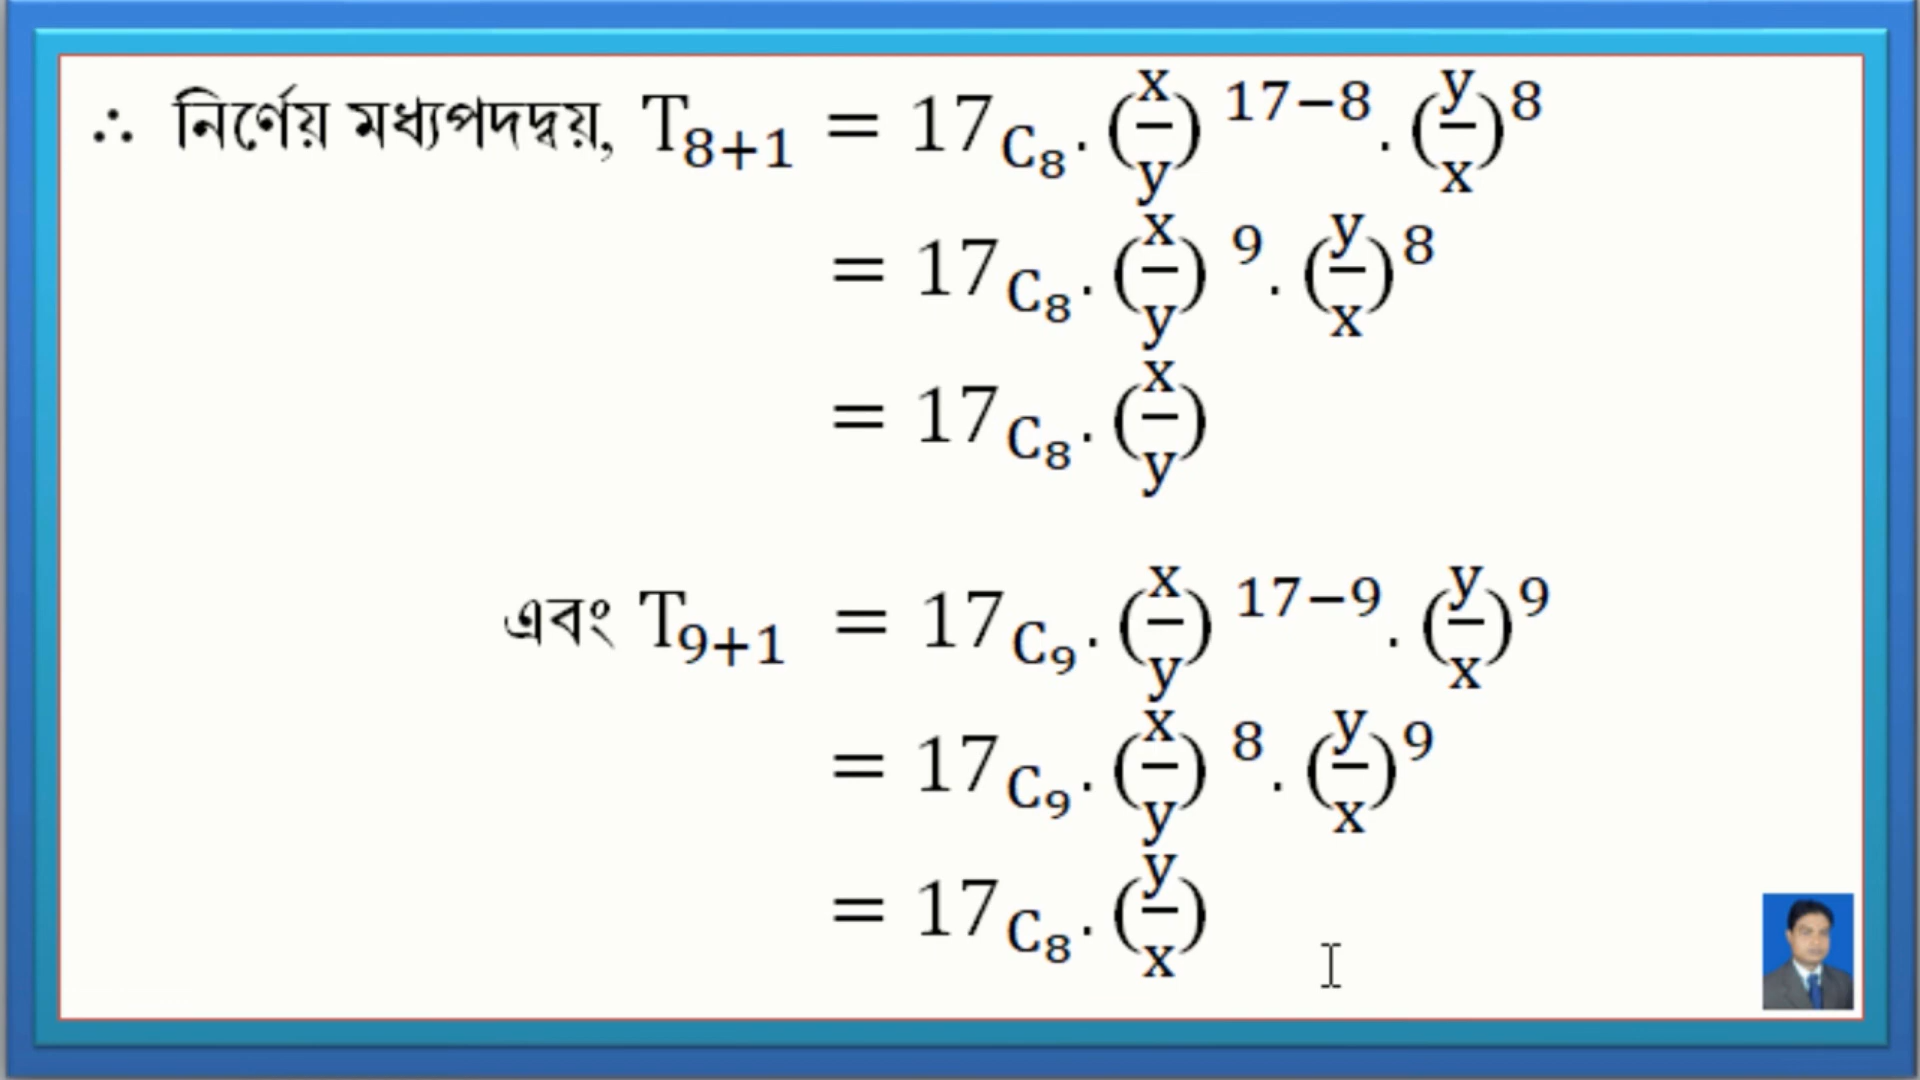 ∴ নির্ণেয় মধ্যপদদ্বয়, T₈₊₁ = 17C₈. (x/y)¹⁷⁻⁸. (y/x)⁸
= 17C₈. (x/y)⁹. (y/x)⁸
= 17C₈. (x/y)
এবং T₉₊₁ = 17C₉. (x/y)¹⁷⁻⁹. (y/x)⁹
= 17C₉. (x/y)⁸. (y/x)⁹
= 17C₈. (y/x)